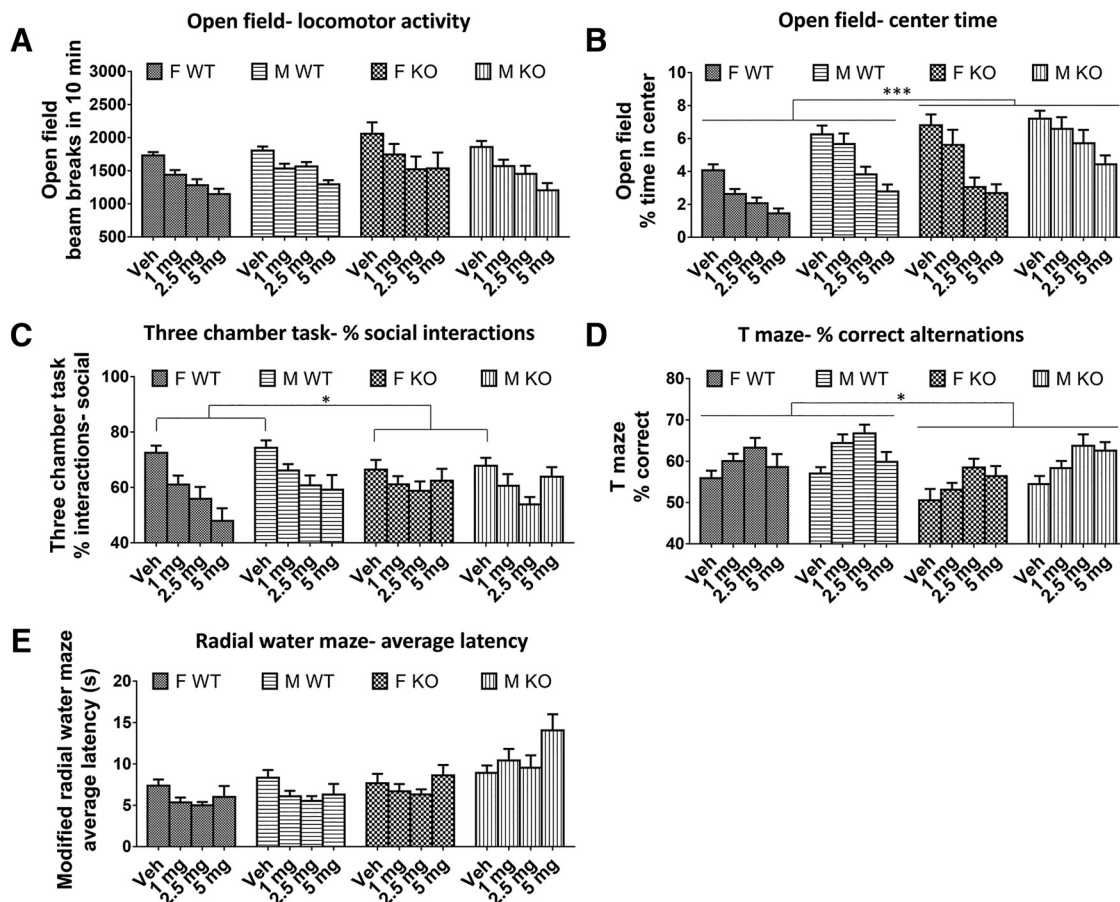 A
Open field- locomotor activity
F WT M WT F KO M KO
Open field
beam breaks in 10 min
3000
2500
2000
1500
1000
500
Veh 1 mg 2.5 mg 5 mg Veh 1 mg 2.5 mg 5 mg Veh 1 mg 2.5 mg 5 mg Veh 1 mg 2.5 mg 5 mg
B
Open field- center time
F WT M WT F KO M KO
Open field
% time in center
10
8
6
4
2
0
***
Veh 1 mg 2.5 mg 5 mg Veh 1 mg 2.5 mg 5 mg Veh 1 mg 2.5 mg 5 mg Veh 1 mg 2.5 mg 5 mg
C
Three chamber task- % social interactions
F WT M WT F KO M KO
Three chamber task
% interactions- social
100
80
60
40
*
Veh 1 mg 2.5 mg 5 mg Veh 1 mg 2.5 mg 5 mg Veh 1 mg 2.5 mg 5 mg Veh 1 mg 2.5 mg 5 mg
D
T maze- % correct alternations
F WT M WT F KO M KO
T maze
% correct
80
70
60
50
40
*
Veh 1 mg 2.5 mg 5 mg Veh 1 mg 2.5 mg 5 mg Veh 1 mg 2.5 mg 5 mg Veh 1 mg 2.5 mg 5 mg
E
Radial water maze- average latency
F WT M WT F KO M KO
Modified radial water maze
average latency (s)
20
15
10
5
0
Veh 1 mg 2.5 mg 5 mg Veh 1 mg 2.5 mg 5 mg Veh 1 mg 2.5 mg 5 mg Veh 1 mg 2.5 mg 5 mg